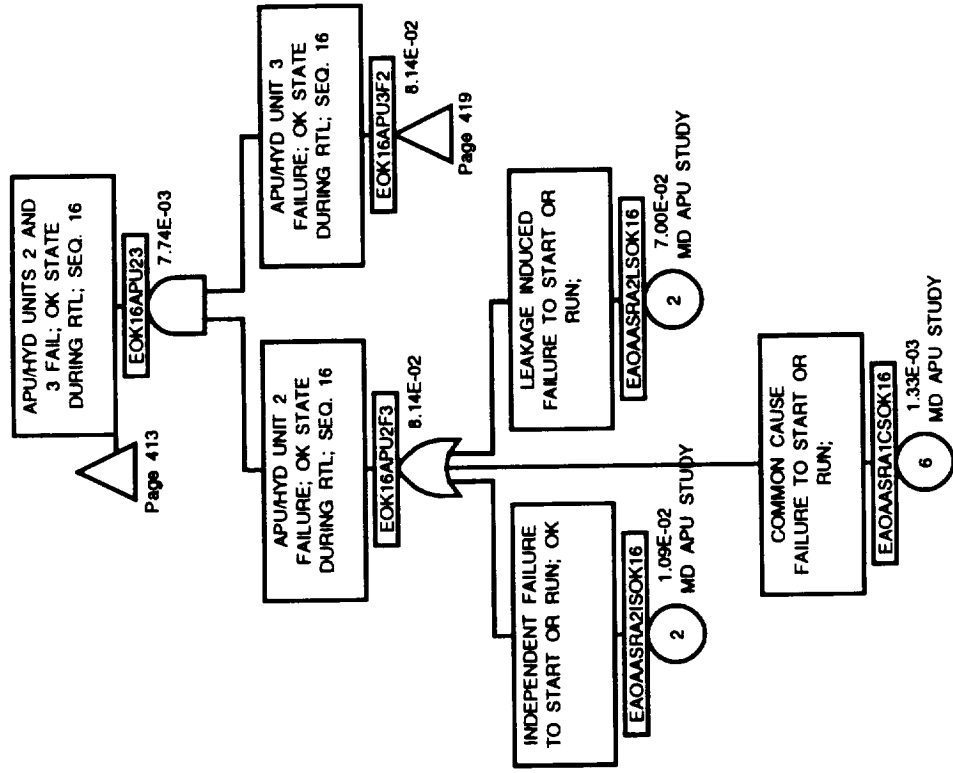 APU/HYD UNITS 2 AND
3 FAIL; OK STATE
DURING RTL; SEQ. 16
EOK16APU23
7.74E-03
Page 413
APU/HYD UNIT 2
FAILURE; OK STATE
DURING RTL; SEQ. 16
EOK16APU2F3
8.14E-02
APU/HYD UNIT 3
FAILURE; OK STATE
DURING RTL; SEQ. 16
EOK16APU3F2
8.14E-02
Page 419
INDEPENDENT FAILURE
TO START OR RUN; OK
EAOAASRA2ISOK16
2
1.09E-02
MD APU STUDY
LEAKAGE INDUCED
FAILURE TO START OR
RUN;
EAOAASRA2LSOK16
2
7.00E-02
MD APU STUDY
COMMON CAUSE
FAILURE TO START OR
RUN;
EAOAASRA1CSOK16
6
1.33E-03
MD APU STUDY